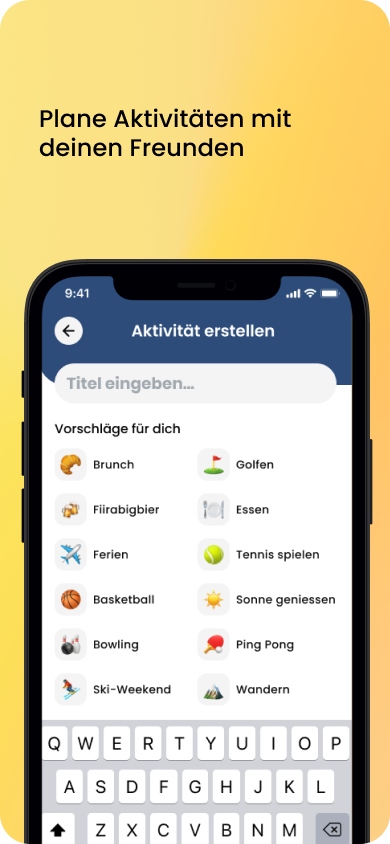 Plane Aktivitäten mit
deinen Freunden
9:41
Aktivität erstellen
Titel eingeben...
Vorschläge für dich
Brunch
Golfen
Fiirabigbier
Essen
Ferien
Tennis spielen
Basketball
Sonne geniessen
Bowling
Ping Pong
Ski-Weekend
Wandern
Q W E R T Y U I O P
A S D F G H J K L
Z X C V B N M